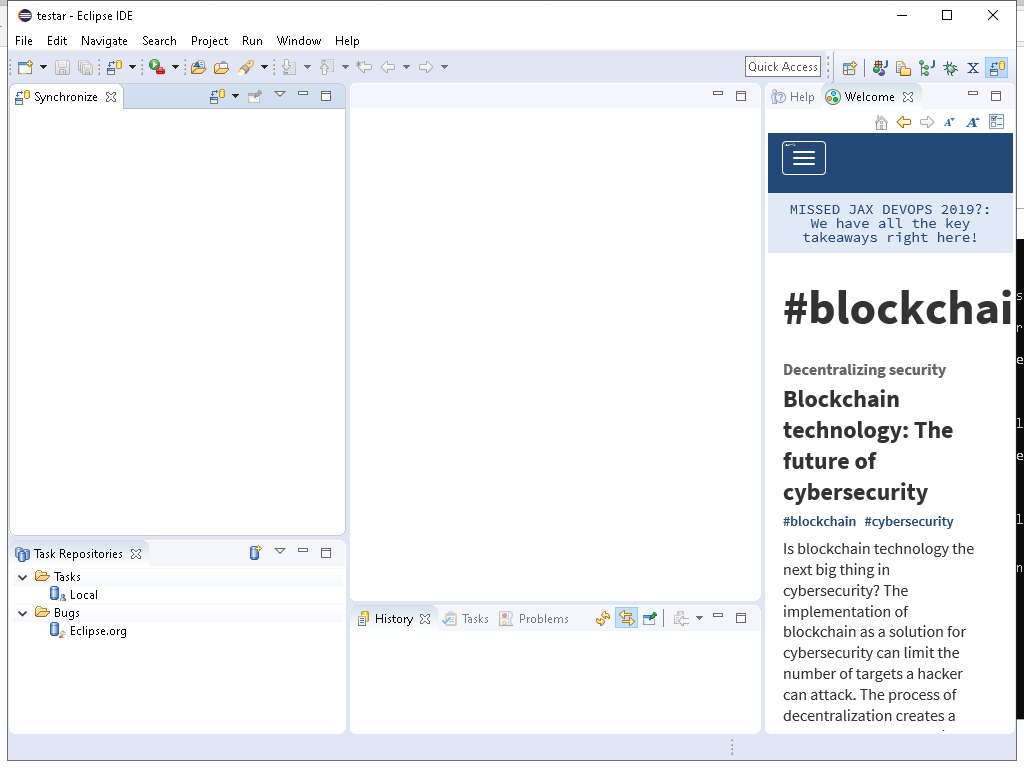 testar - Eclipse IDE
File Edit Navigate Search Project Run Window Help
Quick Access
Synchronize
Help
Welcome
MISSED JAX DEVOPS 2019?:
We have all the key
takeaways right here!
#blockchai
Decentralizing security
Blockchain
technology: The
future of
cybersecurity
#blockchain #cybersecurity
Is blockchain technology the
next big thing in
cybersecurity? The
implementation of
blockchain as a solution for
cybersecurity can limit the
number of targets a hacker
can attack. The process of
decentralization creates a
Task Repositories
Tasks
Local
Bugs
Eclipse.org
History
Tasks
Problems